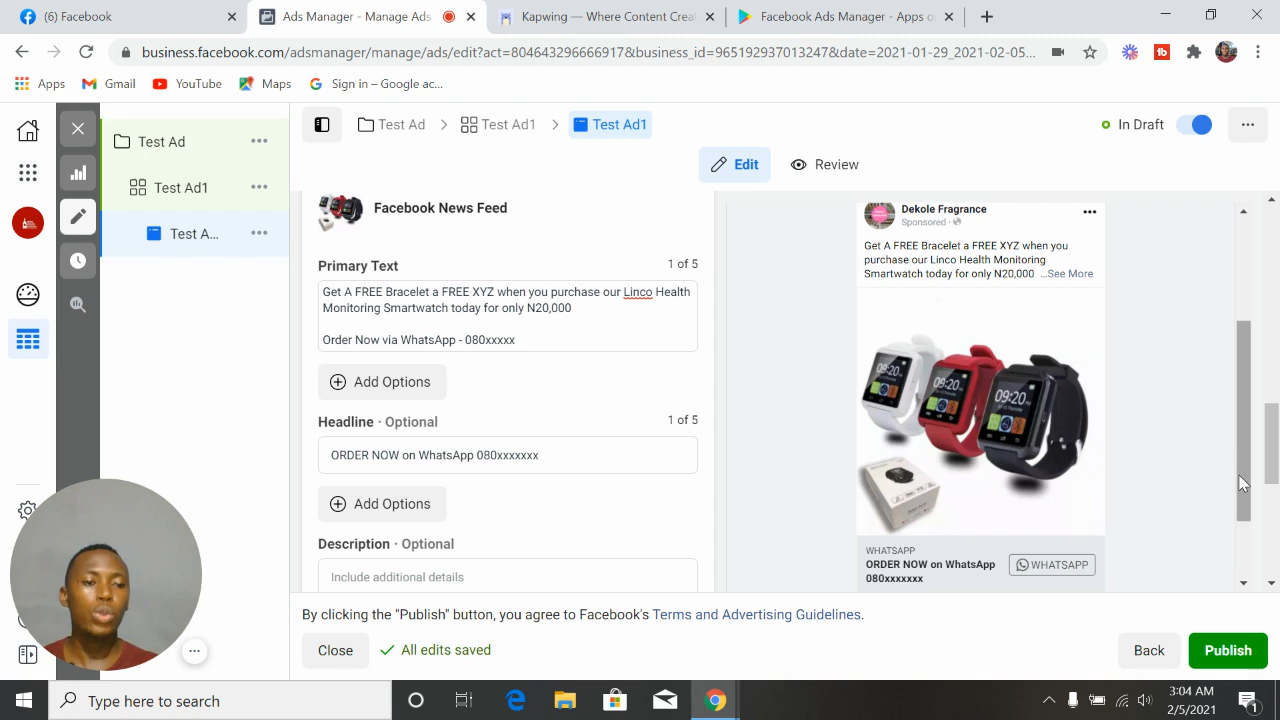 (6) Facebook
Ads Manager - Manage Ads
Kapwing — Where Content Crea
Facebook Ads Manager - Apps o
business.facebook.com/adsmanager/manage/ads/edit?act=804643296666917&business_id=965192937013247&date=2021-01-29_2021-02-05...
Apps
Gmail
YouTube
Maps
Sign in – Google ac...
Test Ad
Test Ad1
Test A...
Test Ad
Test Ad1
Test Ad1
In Draft
Edit
Review
Facebook News Feed
Primary Text
1 of 5
Get A FREE Bracelet a FREE XYZ when you purchase our Linco Health
Monitoring Smartwatch today for only N20,000
Order Now via WhatsApp - 080xxxxx
Add Options
Headline · Optional
1 of 5
ORDER NOW on WhatsApp 080xxxxxxx
Add Options
Description · Optional
Include additional details
Dekole Fragrance
Sponsored ·
Get A FREE Bracelet a FREE XYZ when you
purchase our Linco Health Monitoring
Smartwatch today for only N20,000 ...See More
09:20
09:20
09:20
WHATSAPP
ORDER NOW on WhatsApp
080xxxxxxx
WHATSAPP
By clicking the "Publish" button, you agree to Facebook's Terms and Advertising Guidelines.
Close
All edits saved
Back
Publish
Type here to search
3:04 AM
2/5/2021
1